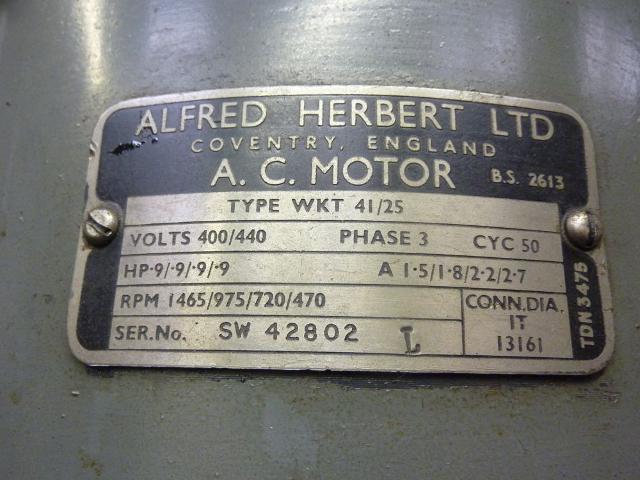 ALFRED HERBERT LTD
COVENTRY, ENGLAND
A. C. MOTOR B.S. 2613
TYPE WKT 41/25
VOLTS 400/440 PHASE 3 CYC 50
HP·9/·9/·9/·9 A 1·5/1·8/2·2/2·7
RPM 1465/975/720/470
CONN.DIA.
IT
13161
SER.No. SW 42802 L
TDN3475